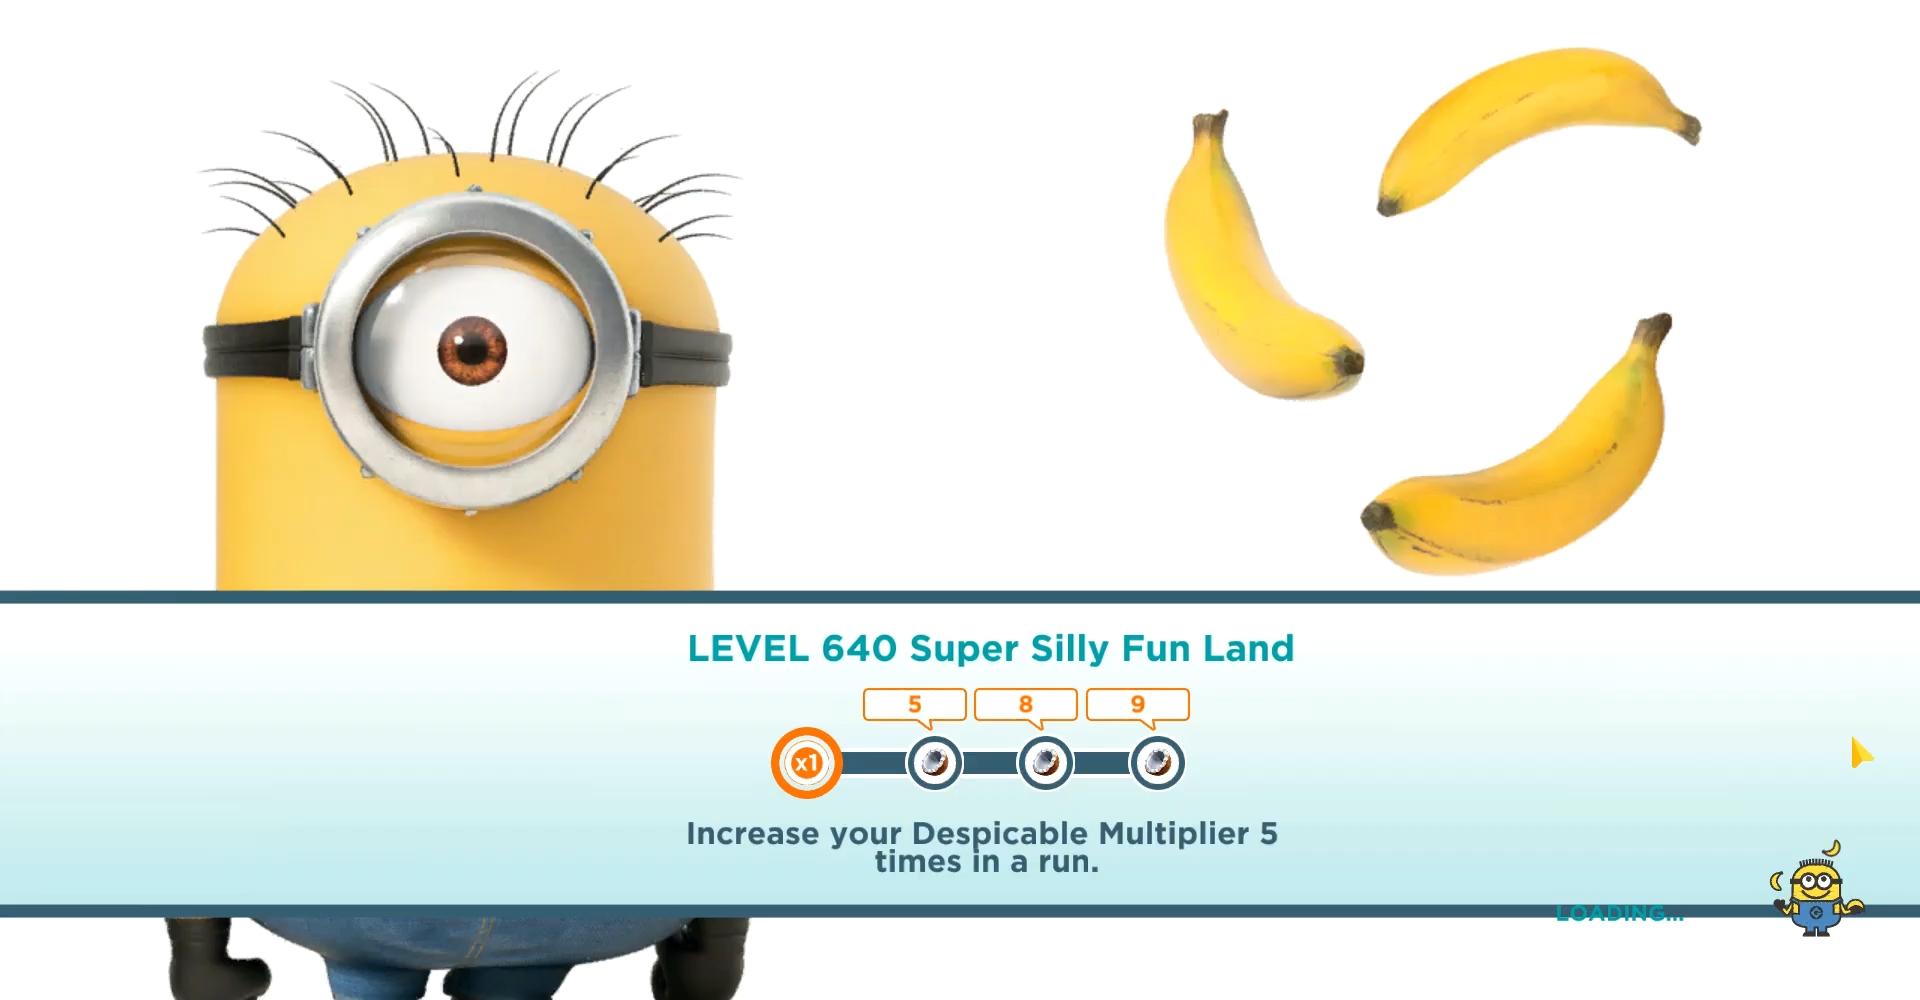 LEVEL 640 Super Silly Fun Land
5 8 9
x1
Increase your Despicable Multiplier 5
times in a run.
LOADING...